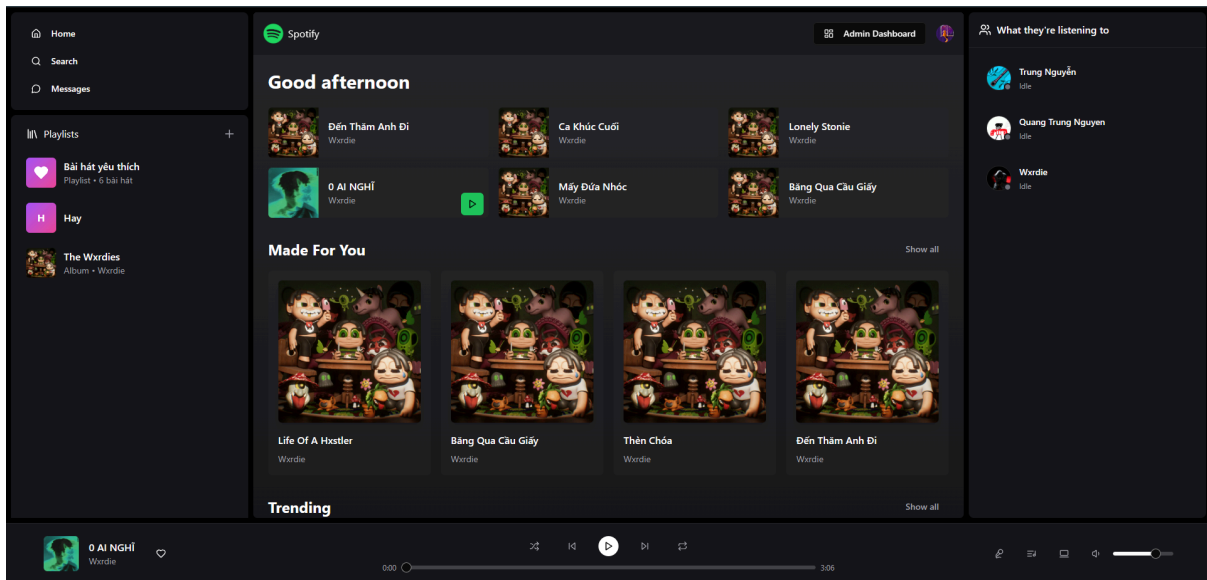 Home
Search
Messages
Playlists
Bài hát yêu thích
Playlist • 6 bài hát
H
Hay
The Wxrdies
Album • Wxrdie
Spotify
Admin Dashboard
Good afternoon
Đến Thăm Anh Đi
Wxrdie
Ca Khúc Cuối
Wxrdie
Lonely Stonie
Wxrdie
0 AI NGHĨ
Wxrdie
Mấy Đứa Nhóc
Wxrdie
Băng Qua Cầu Giấy
Wxrdie
Made For You
Show all
Life Of A Hxstler
Wxrdie
Băng Qua Cầu Giấy
Wxrdie
Thèn Chóa
Wxrdie
Đến Thăm Anh Đi
Wxrdie
Trending
Show all
What they're listening to
Trung Nguyễn
Idle
Quang Trung Nguyen
Idle
Wxrdie
Idle
0 AI NGHĨ
Wxrdie
0:00
3:06